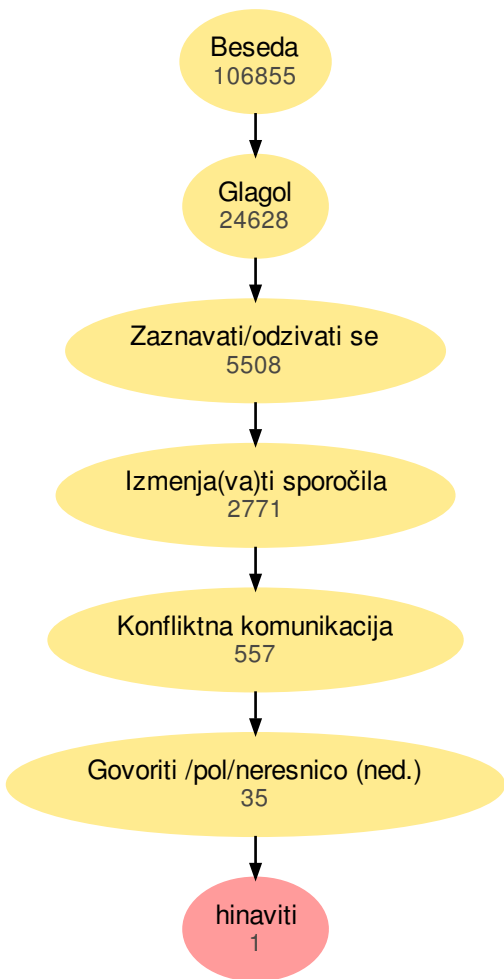 Beseda
106855
Glagol
24628
Zaznavati/odzivati se
5508
Izmenja(va)ti sporočila
2771
Konfliktna komunikacija
557
Govoriti /pol/neresnico (ned.)
35
hinaviti
1